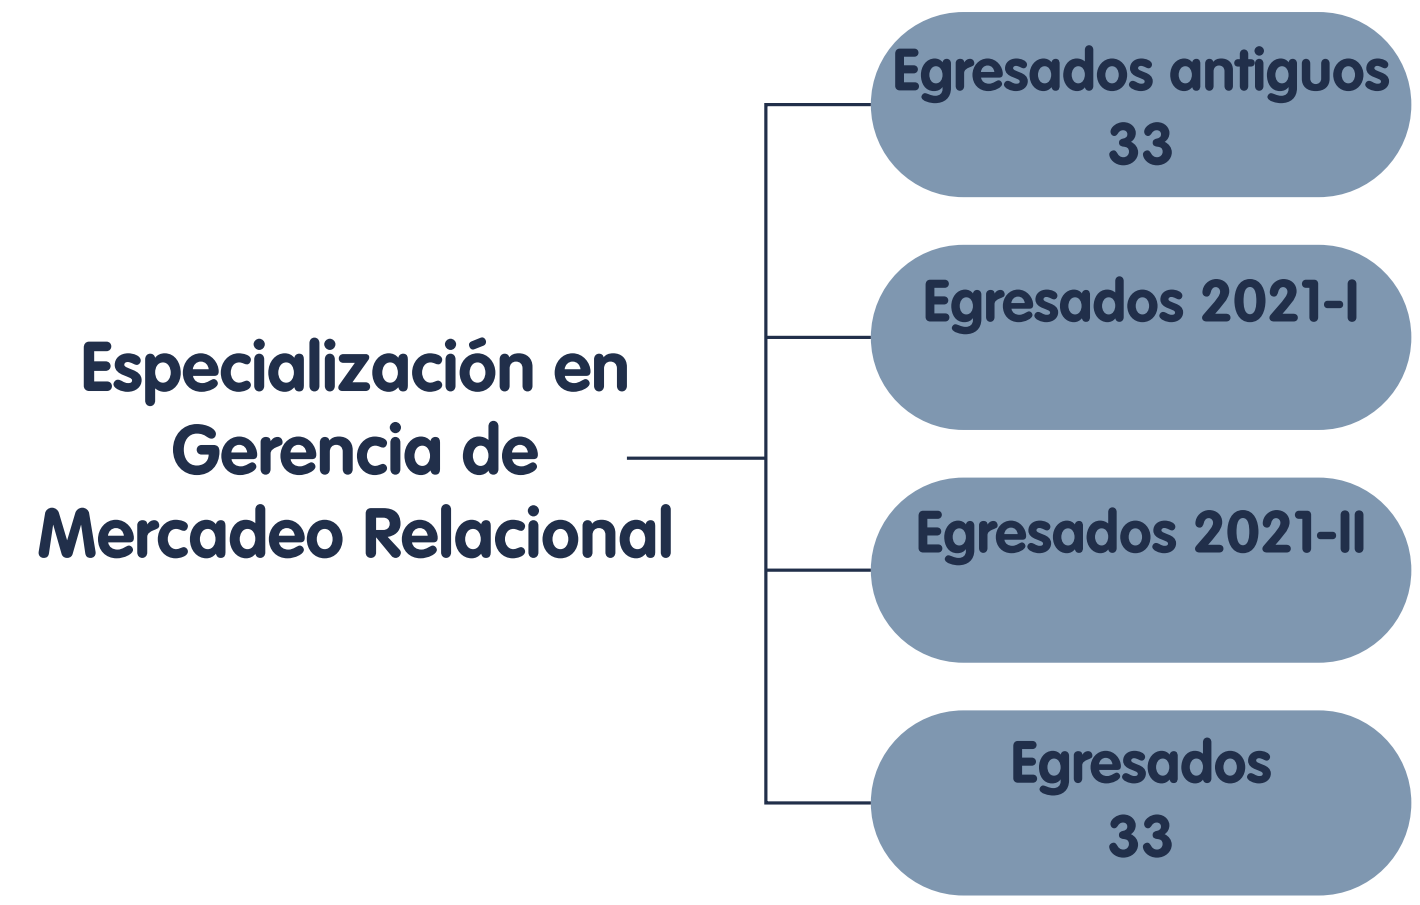 Especialización en
Gerencia de
Mercadeo Relacional
Egresados antiguos
33
Egresados 2021-I
Egresados 2021-II
Egresados
33